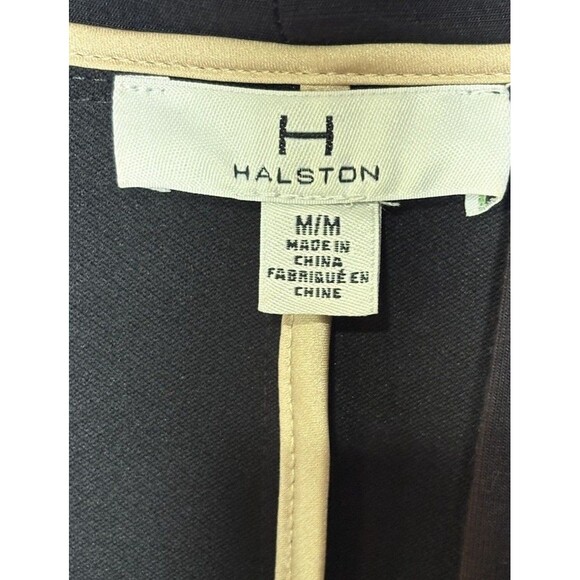 H
HALSTON
M/M
MADE IN
CHINA
FABRIQUÉ EN
CHINE